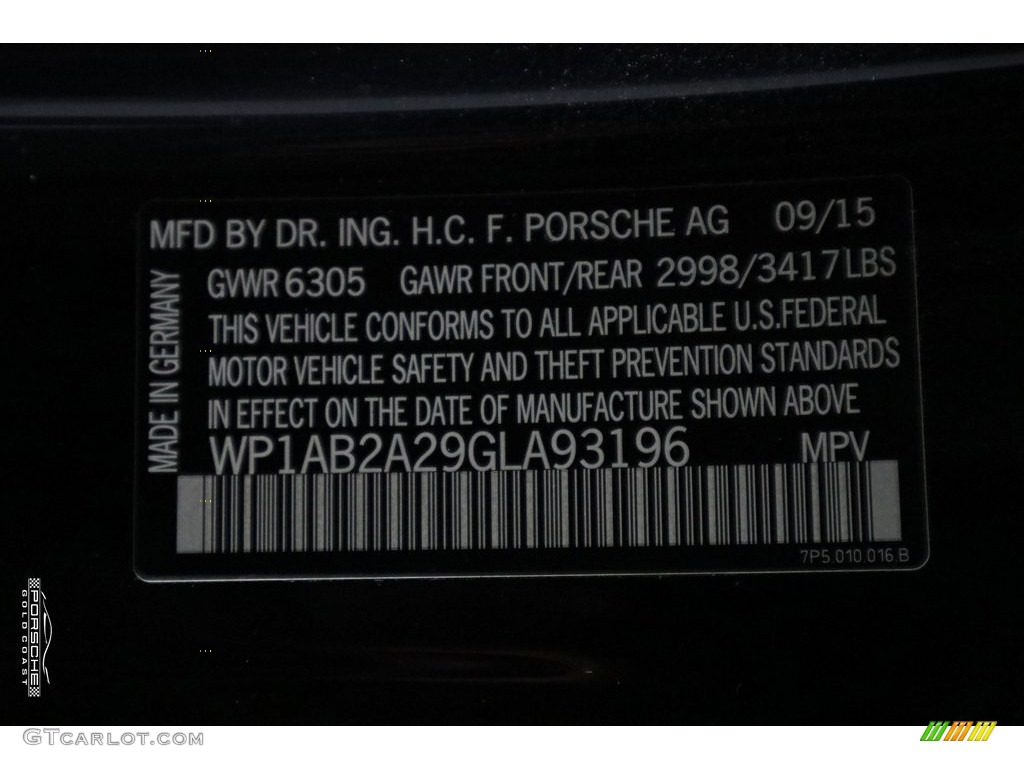 MFD BY DR. ING. H.C. F. PORSCHE AG 09/15
GVWR 6305 GAWR FRONT/REAR 2998/3417LBS
THIS VEHICLE CONFORMS TO ALL APPLICABLE U.S.FEDERAL
MOTOR VEHICLE SAFETY AND THEFT PREVENTION STANDARDS
IN EFFECT ON THE DATE OF MANUFACTURE SHOWN ABOVE
WP1AB2A29GLA93196 MPV
7P5.010.016.B
MADE IN GERMANY
PORSCHE
GOLD COAST
GTCARLOT.COM